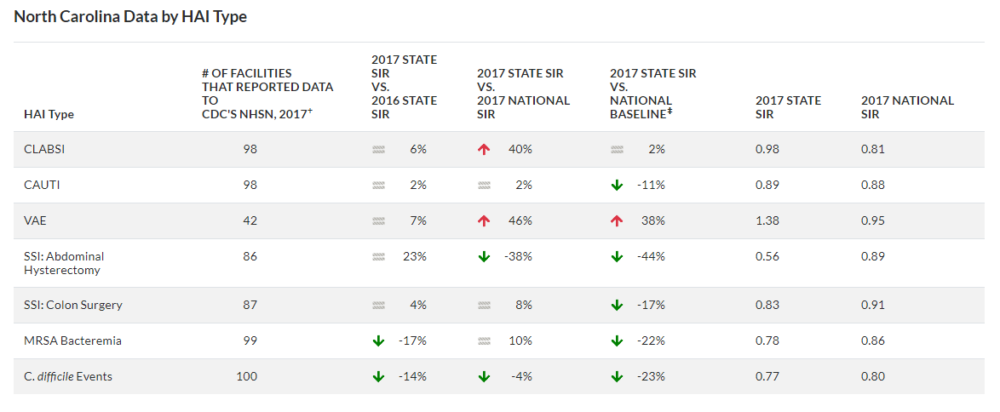 North Carolina Data by HAI Type
HAI Type
# OF FACILITIES
THAT REPORTED DATA
TO
CDC'S NHSN, 2017†
2017 STATE
SIR
VS.
2016 STATE
SIR
2017 STATE SIR
VS.
2017 NATIONAL
SIR
2017 STATE SIR
VS.
NATIONAL
BASELINE‡
2017 STATE
SIR
2017 NATIONAL
SIR
CLABSI 98 6% 40% 2% 0.98 0.81
CAUTI 98 2% 2% -11% 0.89 0.88
VAE 42 7% 46% 38% 1.38 0.95
SSI: Abdominal
Hysterectomy 86 23% -38% -44% 0.56 0.89
SSI: Colon Surgery 87 4% 8% -17% 0.83 0.91
MRSA Bacteremia 99 -17% 10% -22% 0.78 0.86
C. difficile Events 100 -14% -4% -23% 0.77 0.80